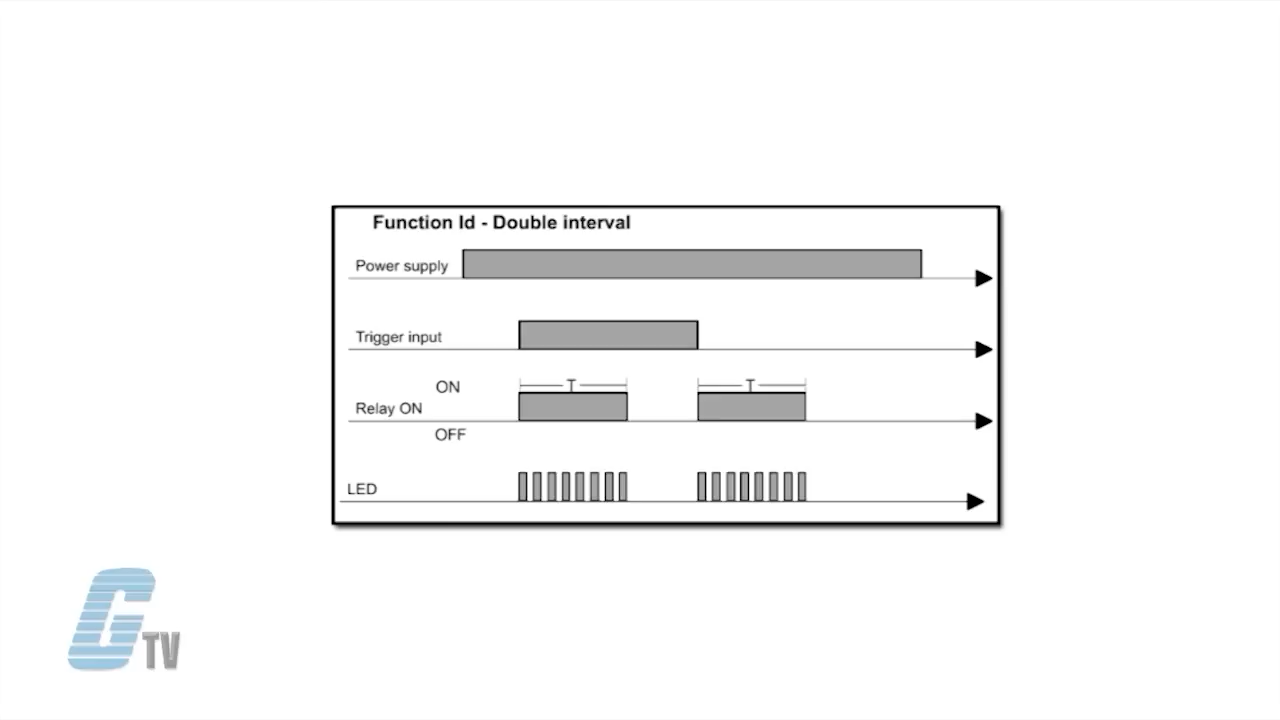 Function Id - Double interval
Power supply
Trigger input
ON
T
T
Relay ON
OFF
LED
G TV